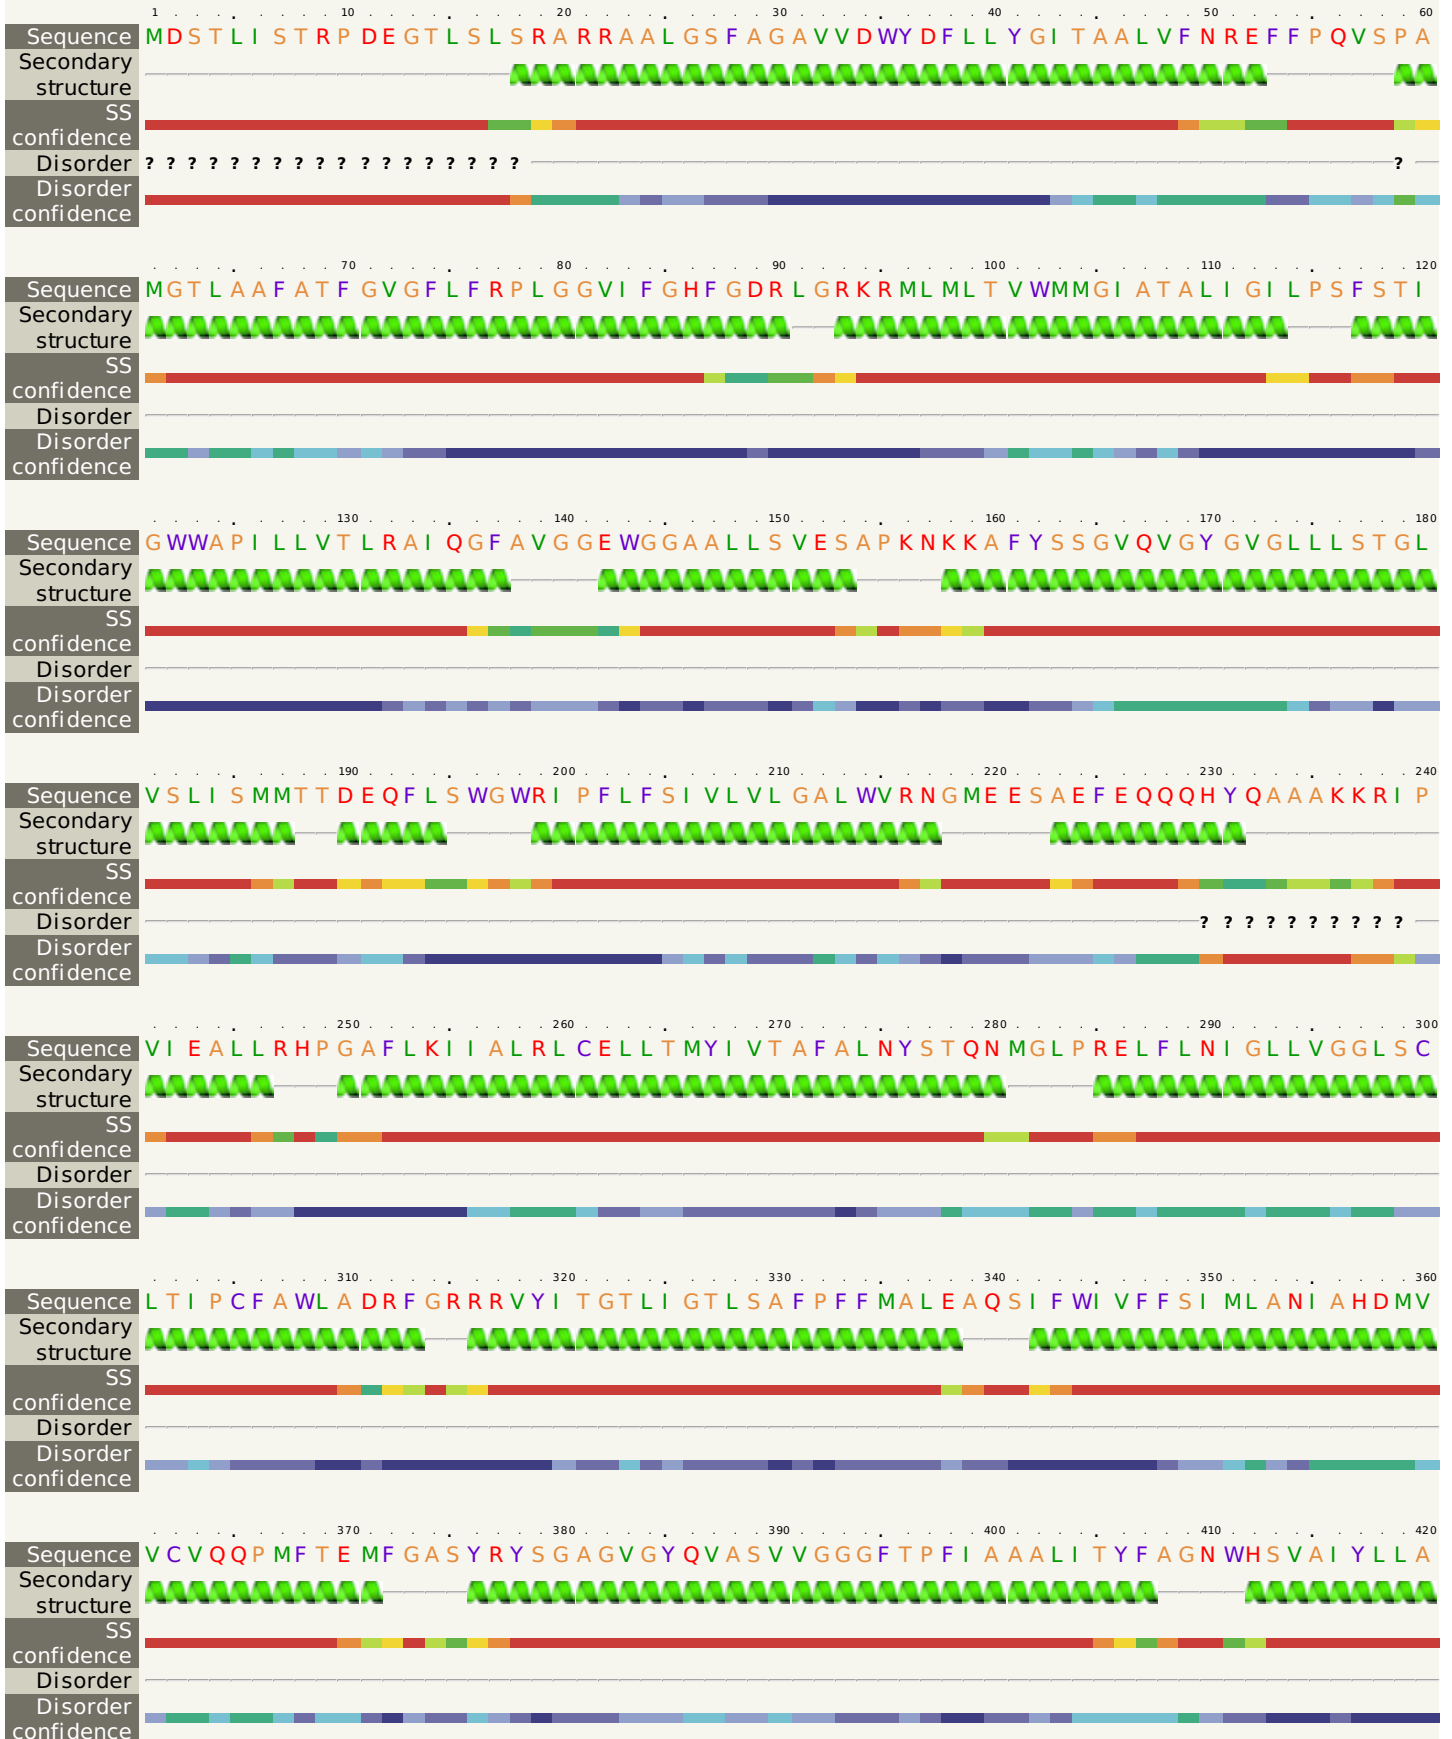 1 10 20 30 40 50 60
Sequence MDSTLISTRPDEGTLSLSRARRAALGSFAGAVVDWYDFLLYGITAALVFNREFFPQVSPA
Secondary
structure
SS
confidence
Disorder ? ? ? ? ? ? ? ? ? ? ? ? ? ? ? ? ? ? ?
Disorder
confidence
70 80 90 100 110 120
Sequence MGTLAAFATFGVGFLFRPLGGVIFGHFGDRLGRKRMLMLTVWMMGIATALIGILPSFSTI
Secondary
structure
SS
confidence
Disorder
Disorder
confidence
130 140 150 160 170 180
Sequence GWWAPILLVTLRAIQGFAVGGEWGGAALLSVESAPKNKKAFYSSGVQVGYGVGLLLSTGL
Secondary
structure
SS
confidence
Disorder
Disorder
confidence
190 200 210 220 230 240
Sequence VSLISMMTTDEQFLSWGWRIPFLFSIVLVLGALWVRNGMEESAEFEQQQHYQAAAKKRIP
Secondary
structure
SS
confidence
Disorder ? ? ? ? ? ? ? ? ? ?
Disorder
confidence
250 260 270 280 290 300
Sequence VIEALLRHPGAFLKIIALRLCELLTMYIVTAFALNYSTQNMGLPRELFLNIGLLVGGLSC
Secondary
structure
SS
confidence
Disorder
Disorder
confidence
310 320 330 340 350 360
Sequence LTIPCFAWLADRFGRRRVYITGTLIGTLSAFPFFMALEAQSIFWIVFFSIMLANIAHDMV
Secondary
structure
SS
confidence
Disorder
Disorder
confidence
370 380 390 400 410 420
Sequence VCVQQPMFTEMFGASYRYSGAGVGYQVASVVGGGFTPFIAAALITYFAGNWHSVAIYLLA
Secondary
structure
SS
confidence
Disorder
Disorder
confidence